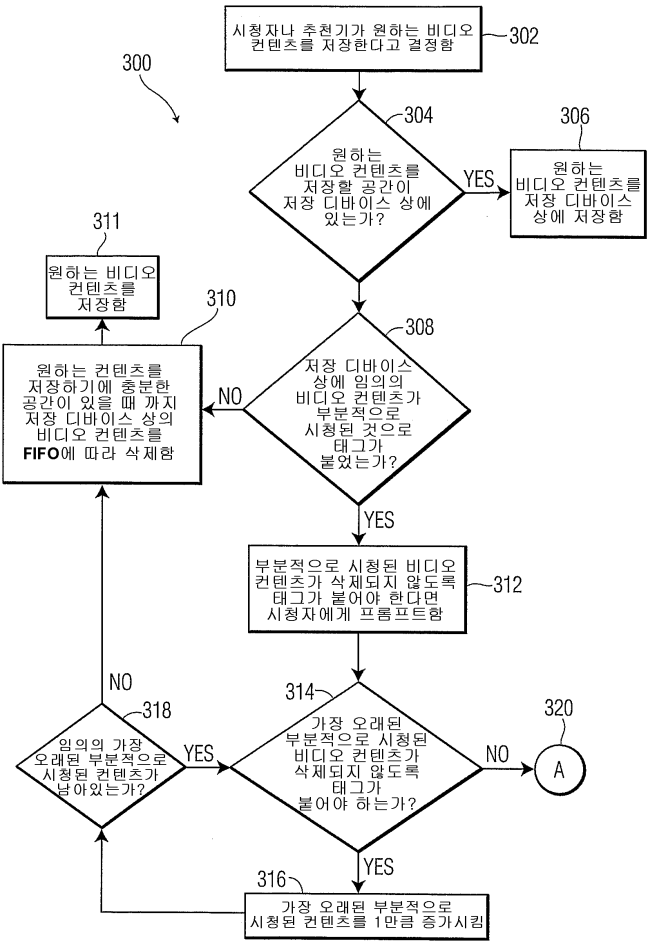 시청자나 추천기가 원하는 비디오
컨텐츠를 저장한다고 결정함
302
300
304
원하는
비디오 컨텐츠를
저장할 공간이
저장 디바이스 상에
있는가?
YES
306
원하는
비디오 컨텐츠를
저장 디바이스
상에 저장함
311
원하는 비디오
컨텐츠를
저장함
310
원하는 컨텐츠를
저장하기에 충분한
공간이 있을 때 까지
저장 디바이스 상의
비디오 컨텐츠를
FIFO에 따라 삭제함
308
저장 디바이스
상에 임의의
비디오 컨텐츠가
부분적으로
시청된 것으로
태그가
붙었는가?
NO
YES
부분적으로 시청된 비디오
컨텐츠가 삭제되지 않도록
태그가 붙어야 한다면
시청자에게 프롬프트함
312
NO
318
임의의 가장
오래된 부분적으로
시청된 컨텐츠가
남아있는가?
YES
314
가장 오래된
부분적으로 시청된
비디오 컨텐츠가
삭제되지 않도록
태그가
붙어야 하는가?
NO
320
A
YES
316
가장 오래된 부분적으로
시청된 컨텐츠를 1만큼 증가시킴